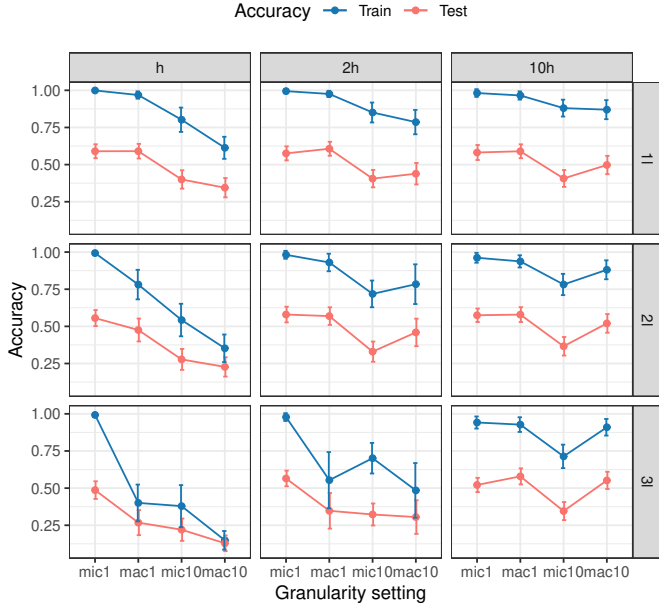 Accuracy Train Test
h 2h 10h
1.00
0.75
0.50
0.25
1l
1.00
0.75
0.50
0.25
2l
1.00
0.75
0.50
0.25
3l
Accuracy
mic1 mac1 mic10 mac10 mic1 mac1 mic10 mac10 mic1 mac1 mic10 mac10
Granularity setting